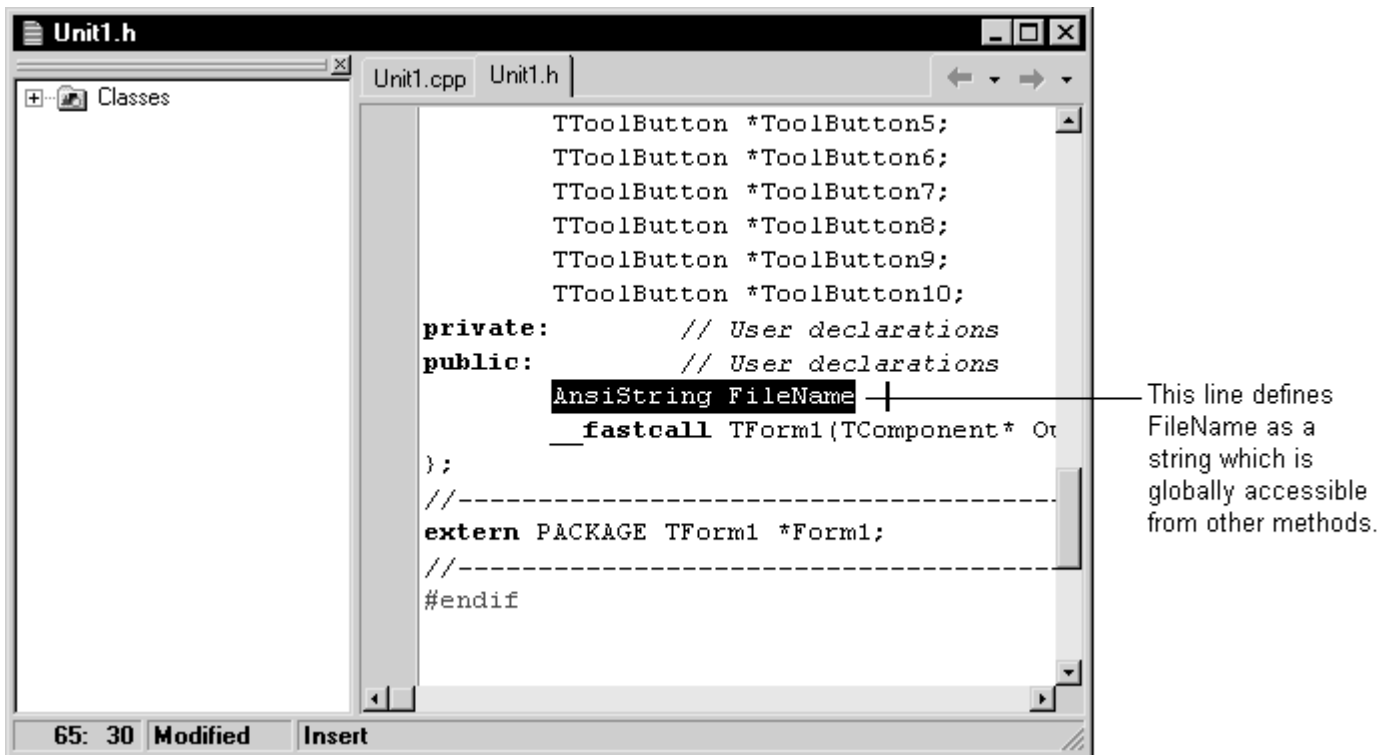 Unit1.h
Classes
Unit1.cpp Unit1.h
TToolButton *ToolButton5;
TToolButton *ToolButton6;
TToolButton *ToolButton7;
TToolButton *ToolButton8;
TToolButton *ToolButton9;
TToolButton *ToolButton10;
private: // User declarations
public: // User declarations
AnsiString FileName
__fastcall TForm1(TComponent* Ou
};
//--------------------------------------
extern PACKAGE TForm1 *Form1;
//--------------------------------------
#endif
65: 30 Modified Insert
This line defines
FileName as a
string which is
globally accessible
from other methods.